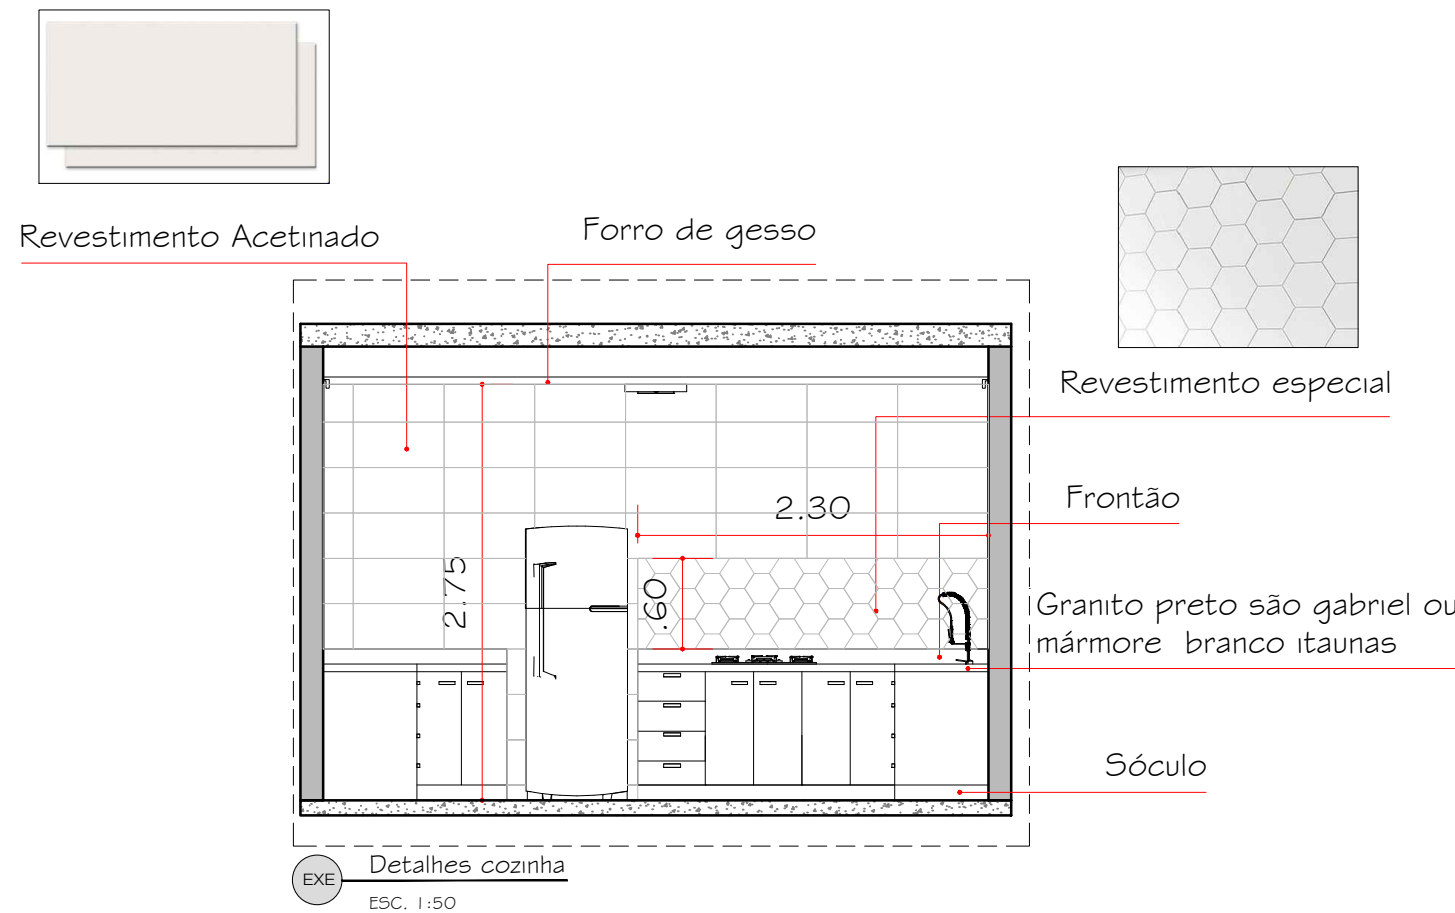 Revestimento Acetinado
Forro de gesso
Revestimento especial
2.30
Frontão
2.75
.60
Granito preto são gabriel ou
mármore branco itaunas
Sóculo
EXE
Detalhes cozinha
ESC. 1:50